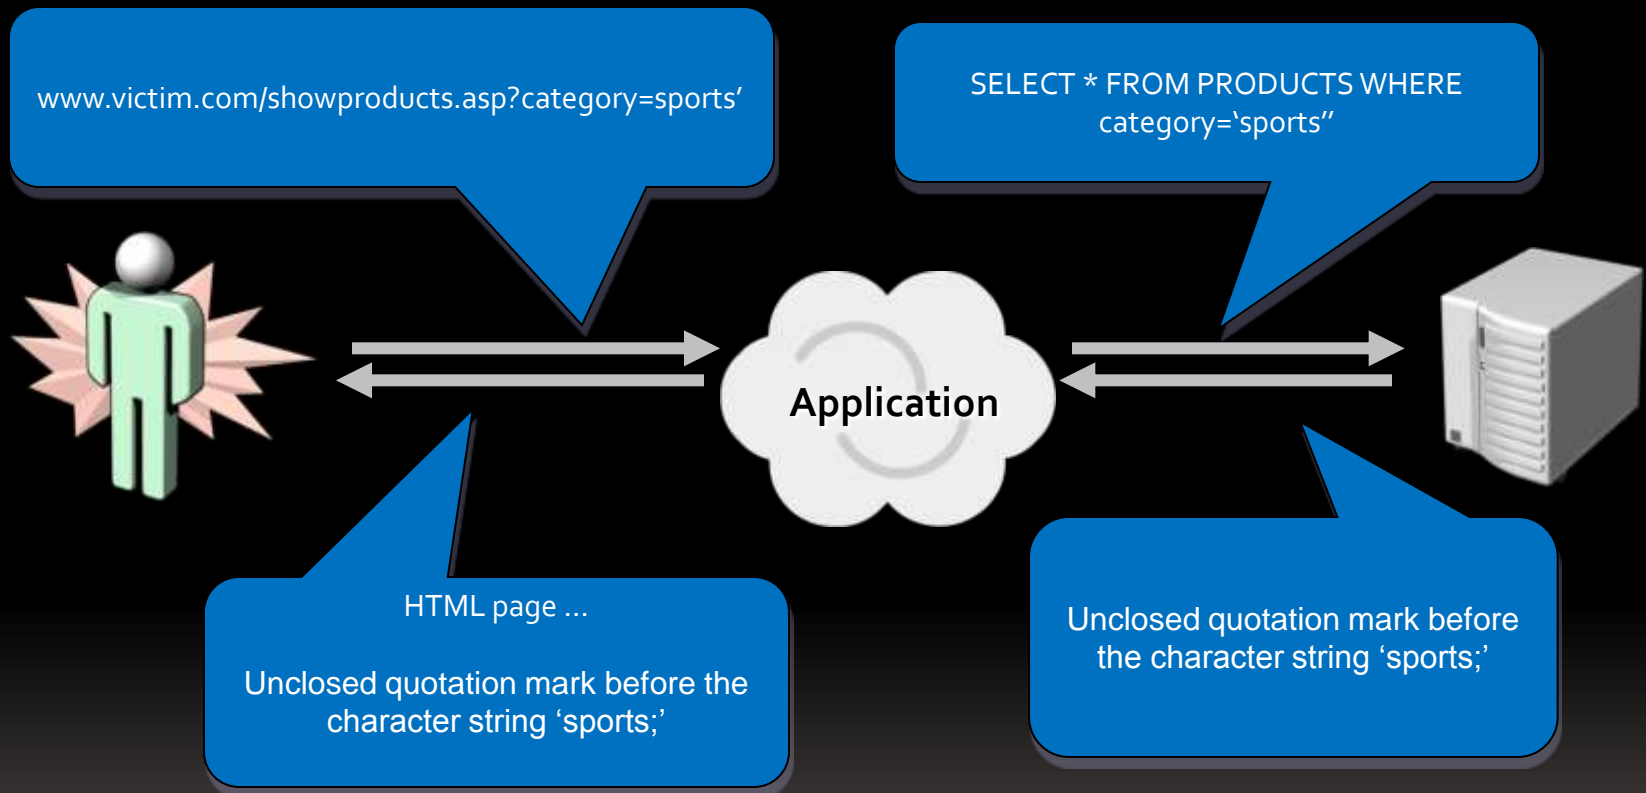 www.victim.com/showproducts.asp?category=sports’
SELECT * FROM PRODUCTS WHERE
category=‘sports’’
Application
HTML page ...
Unclosed quotation mark before the
character string ‘sports;’
Unclosed quotation mark before
the character string ‘sports;’